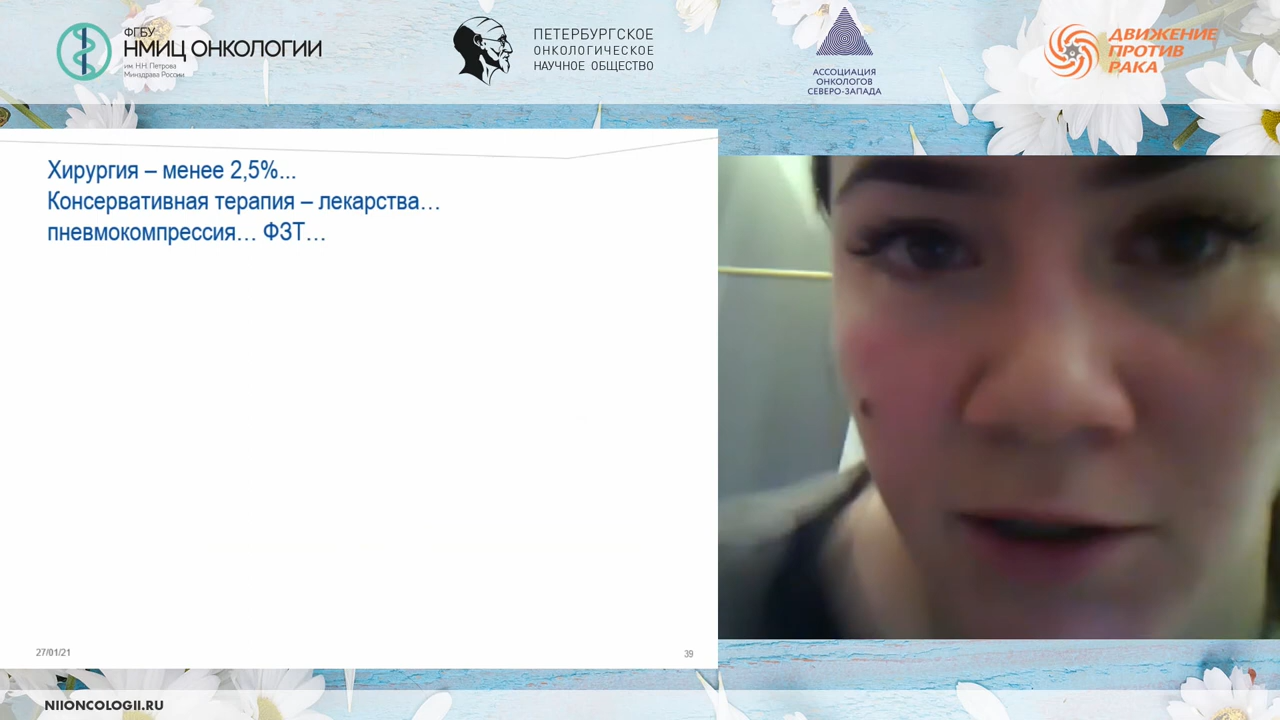 ФГБУ
НМИЦ ОНКОЛОГИИ
им. Н.Н. Петрова
Минздрава России
ПЕТЕРБУРГСКОЕ
ОНКОЛОГИЧЕСКОЕ
НАУЧНОЕ ОБЩЕСТВО
АССОЦИАЦИЯ
ОНКОЛОГОВ
СЕВЕРО-ЗАПАДА
ДВИЖЕНИЕ
ПРОТИВ
РАКА
Хирургия – менее 2,5%...
Консервативная терапия – лекарства...
пневмокомпрессия... ФЗТ...
27/01/21
39
NIIONCOLOGII.RU